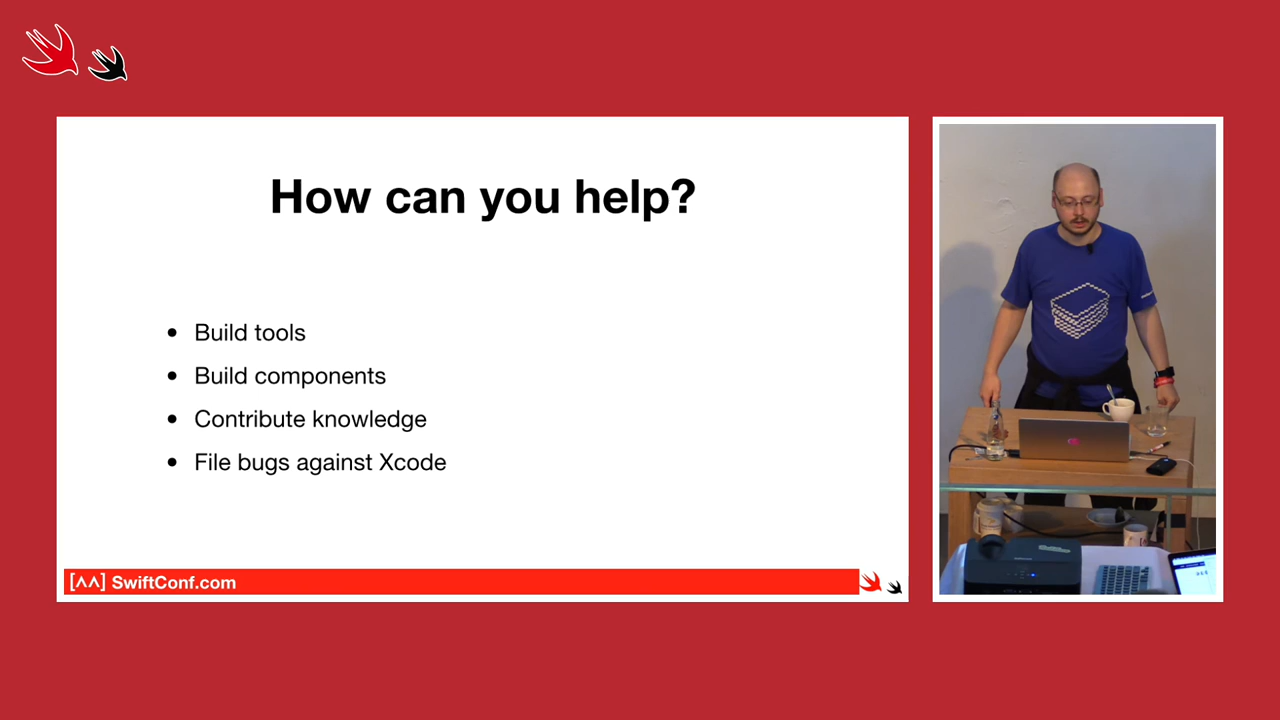 How can you help?
• Build tools
• Build components
• Contribute knowledge
• File bugs against Xcode
[^^] SwiftConf.com